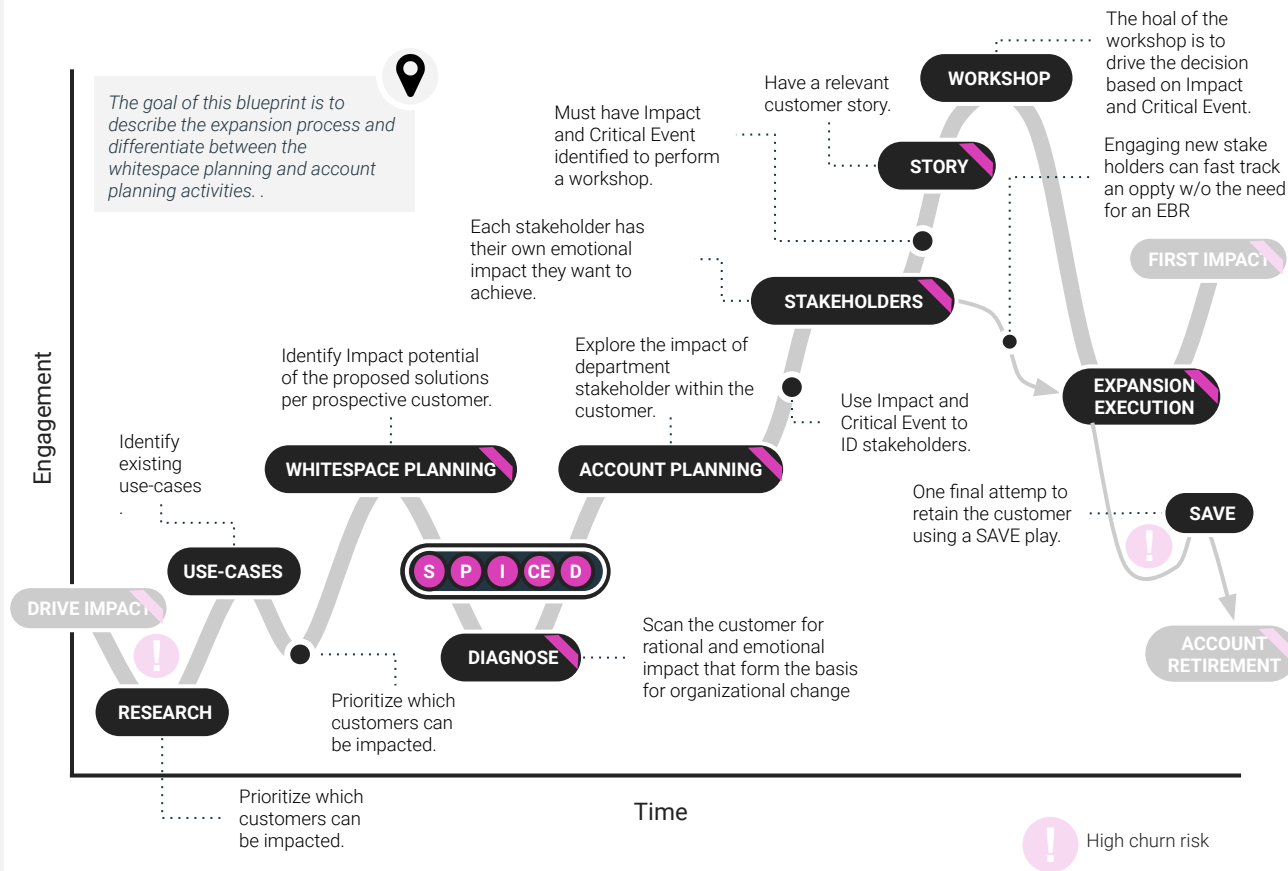 The goal of this blueprint is to
describe the expansion process and
differentiate between the
whitespace planning and account
planning activities. .
The hoal of the
workshop is to
drive the decision
based on Impact
and Critical Event.
WORKSHOP
Have a relevant
customer story.
Must have Impact
and Critical Event
identified to perform
a workshop.
STORY
Engaging new stake
holders can fast track
an oppty w/o the need
for an EBR
Each stakeholder has
their own emotional
impact they want to
achieve.
FIRST IMPACT
STAKEHOLDERS
Engagement
Identify Impact potential
of the proposed solutions
per prospective customer.
Explore the impact of
department
stakeholder within the
customer.
EXPANSION
EXECUTION
Use Impact and
Critical Event to
ID stakeholders.
Identify
existing
use-cases
.
WHITESPACE PLANNING
ACCOUNT PLANNING
One final attemp to
retain the customer
using a SAVE play.
SAVE
!
USE-CASES
S P I CE D
DRIVE IMPACT
!
DIAGNOSE
Scan the customer for
rational and emotional
impact that form the basis
for organizational change
ACCOUNT
RETIREMENT
RESEARCH
Prioritize which
customers can
be impacted.
Prioritize which
customers can
be impacted.
Time
!
High churn risk